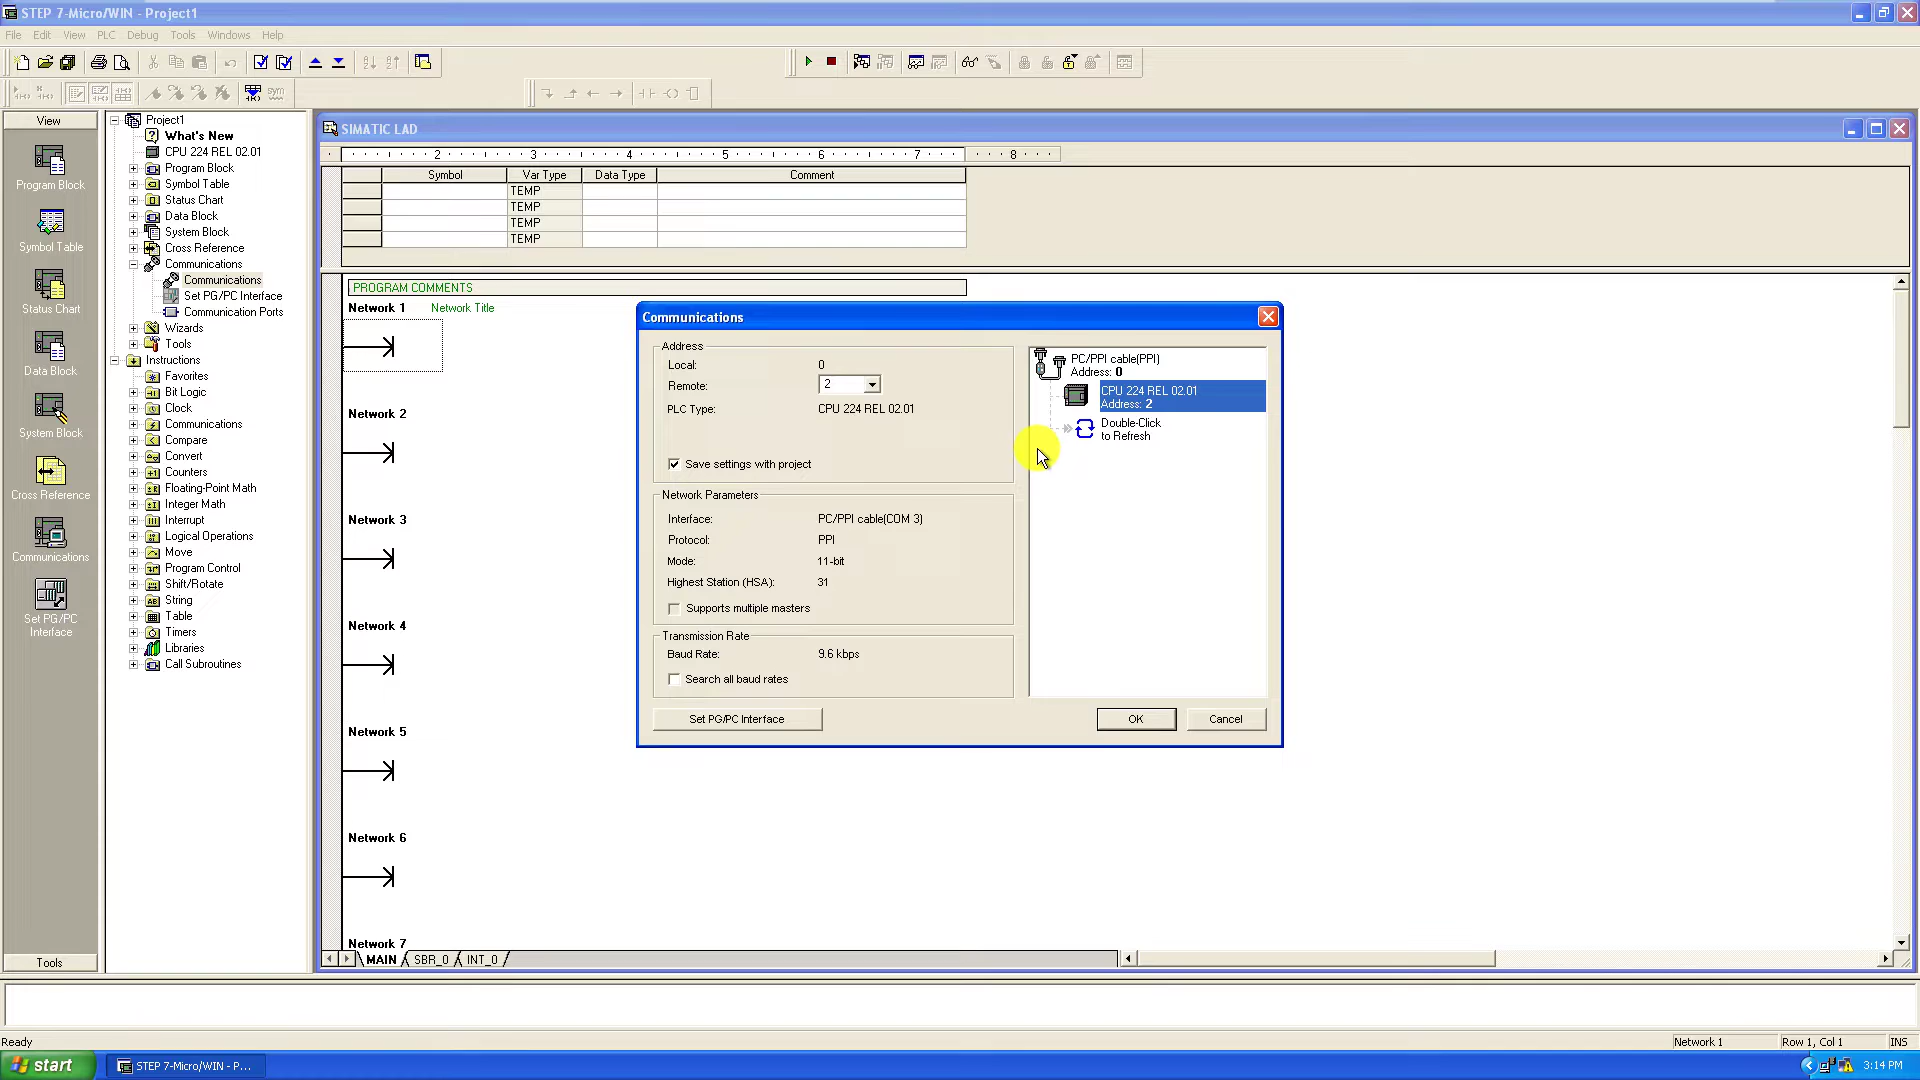 STEP 7-Micro/WIN - Project1
File Edit View PLC Debug Tools Windows Help
sym
View
Program Block
Symbol Table
Status Chart
Data Block
System Block
Cross Reference
Communications
Set PG/PC
Interface
Tools
Project1
What's New
CPU 224 REL 02.01
Program Block
Symbol Table
Status Chart
Data Block
System Block
Cross Reference
Communications
Communications
Set PG/PC Interface
Communication Ports
Wizards
Tools
Instructions
Favorites
Bit Logic
Clock
Communications
Compare
Convert
Counters
Floating-Point Math
Integer Math
Interrupt
Logical Operations
Move
Program Control
Shift/Rotate
String
Table
Timers
Libraries
Call Subroutines
SIMATIC LAD
2 3 4 5 6 7 8
Symbol Var Type Data Type Comment
TEMP
TEMP
TEMP
TEMP
PROGRAM COMMENTS
Network 1 Network Title
Network 2
Network 3
Network 4
Network 5
Network 6
Network 7
MAIN SBR_0 INT_0
Communications
Address
Local: 0
Remote: 2
PLC Type: CPU 224 REL 02.01
Save settings with project
Network Parameters
Interface: PC/PPI cable(COM 3)
Protocol: PPI
Mode: 11-bit
Highest Station (HSA): 31
Supports multiple masters
Transmission Rate
Baud Rate: 9.6 kbps
Search all baud rates
Set PG/PC Interface
PC/PPI cable(PPI)
Address: 0
CPU 224 REL 02.01
Address: 2
Double-Click
to Refresh
OK Cancel
Ready Network 1 Row 1, Col 1 INS
start STEP 7-Micro/WIN - P... 3:14 PM